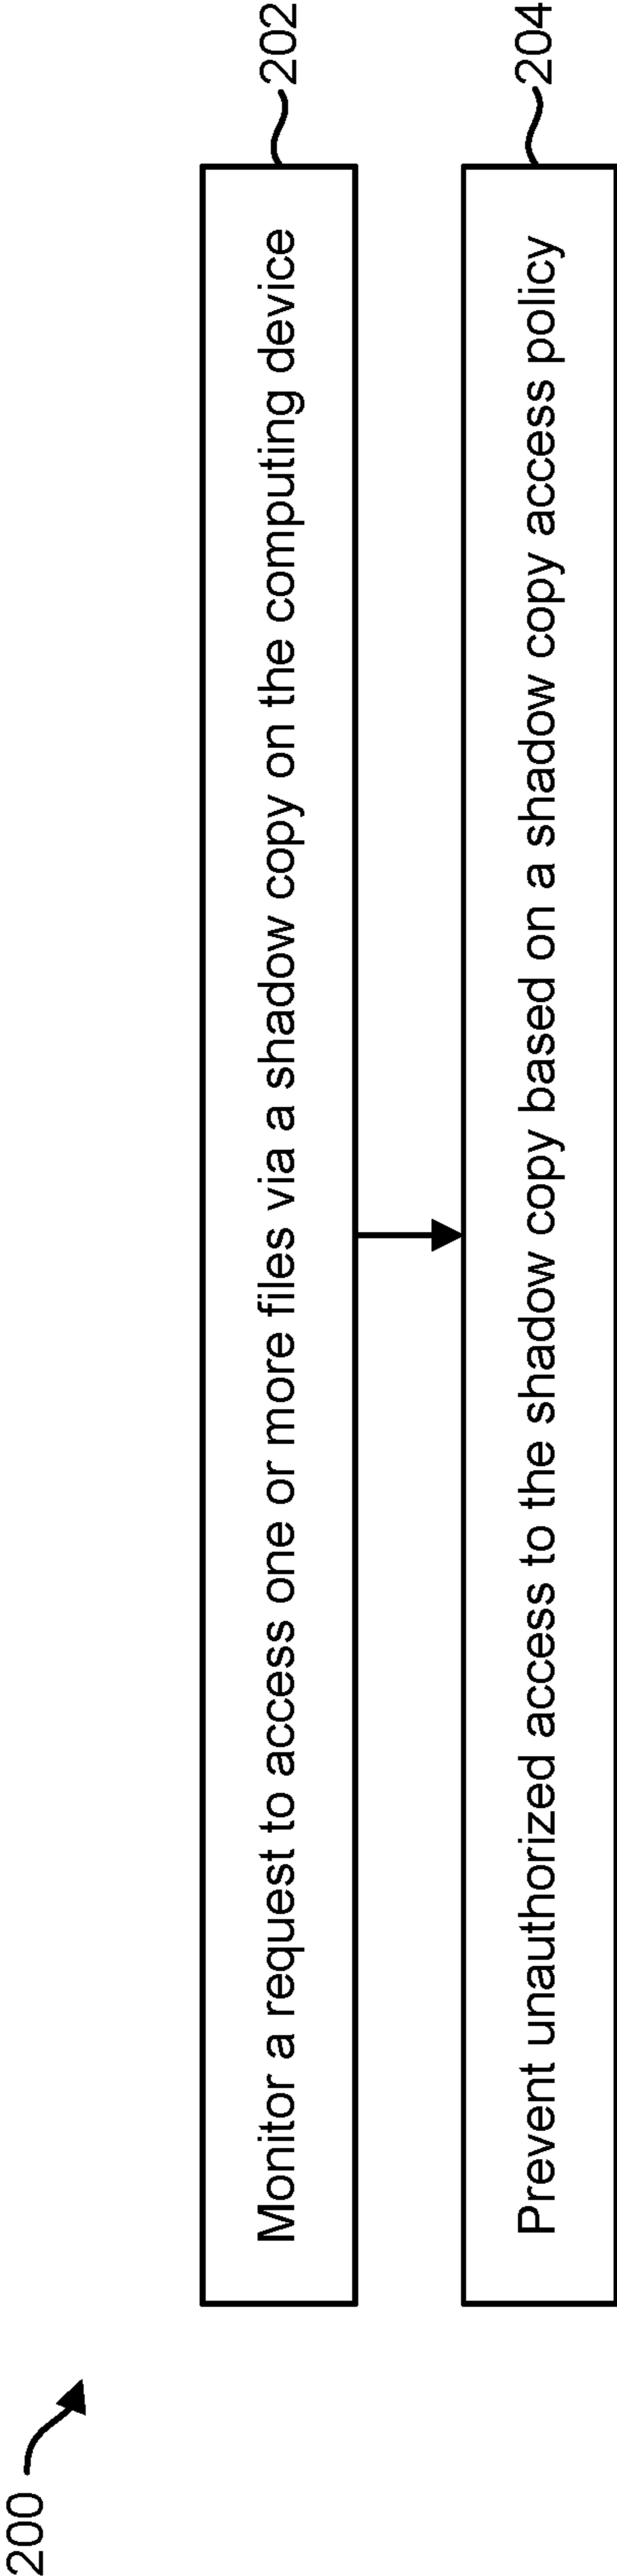 200
Monitor a request to access one or more files via a shadow copy on the computing device
202
Prevent unauthorized access to the shadow copy based on a shadow copy access policy
204